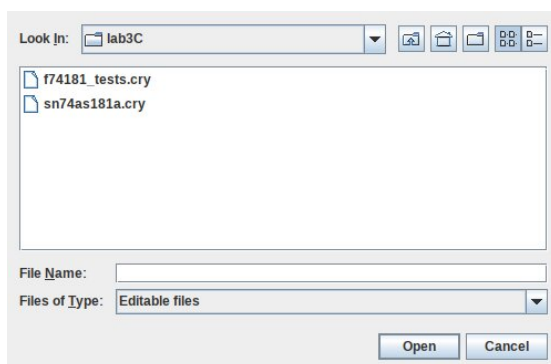 Look In: lab3C
f74181_tests.cry
sn74as181a.cry
File Name:
Files of Type: Editable files
Open Cancel